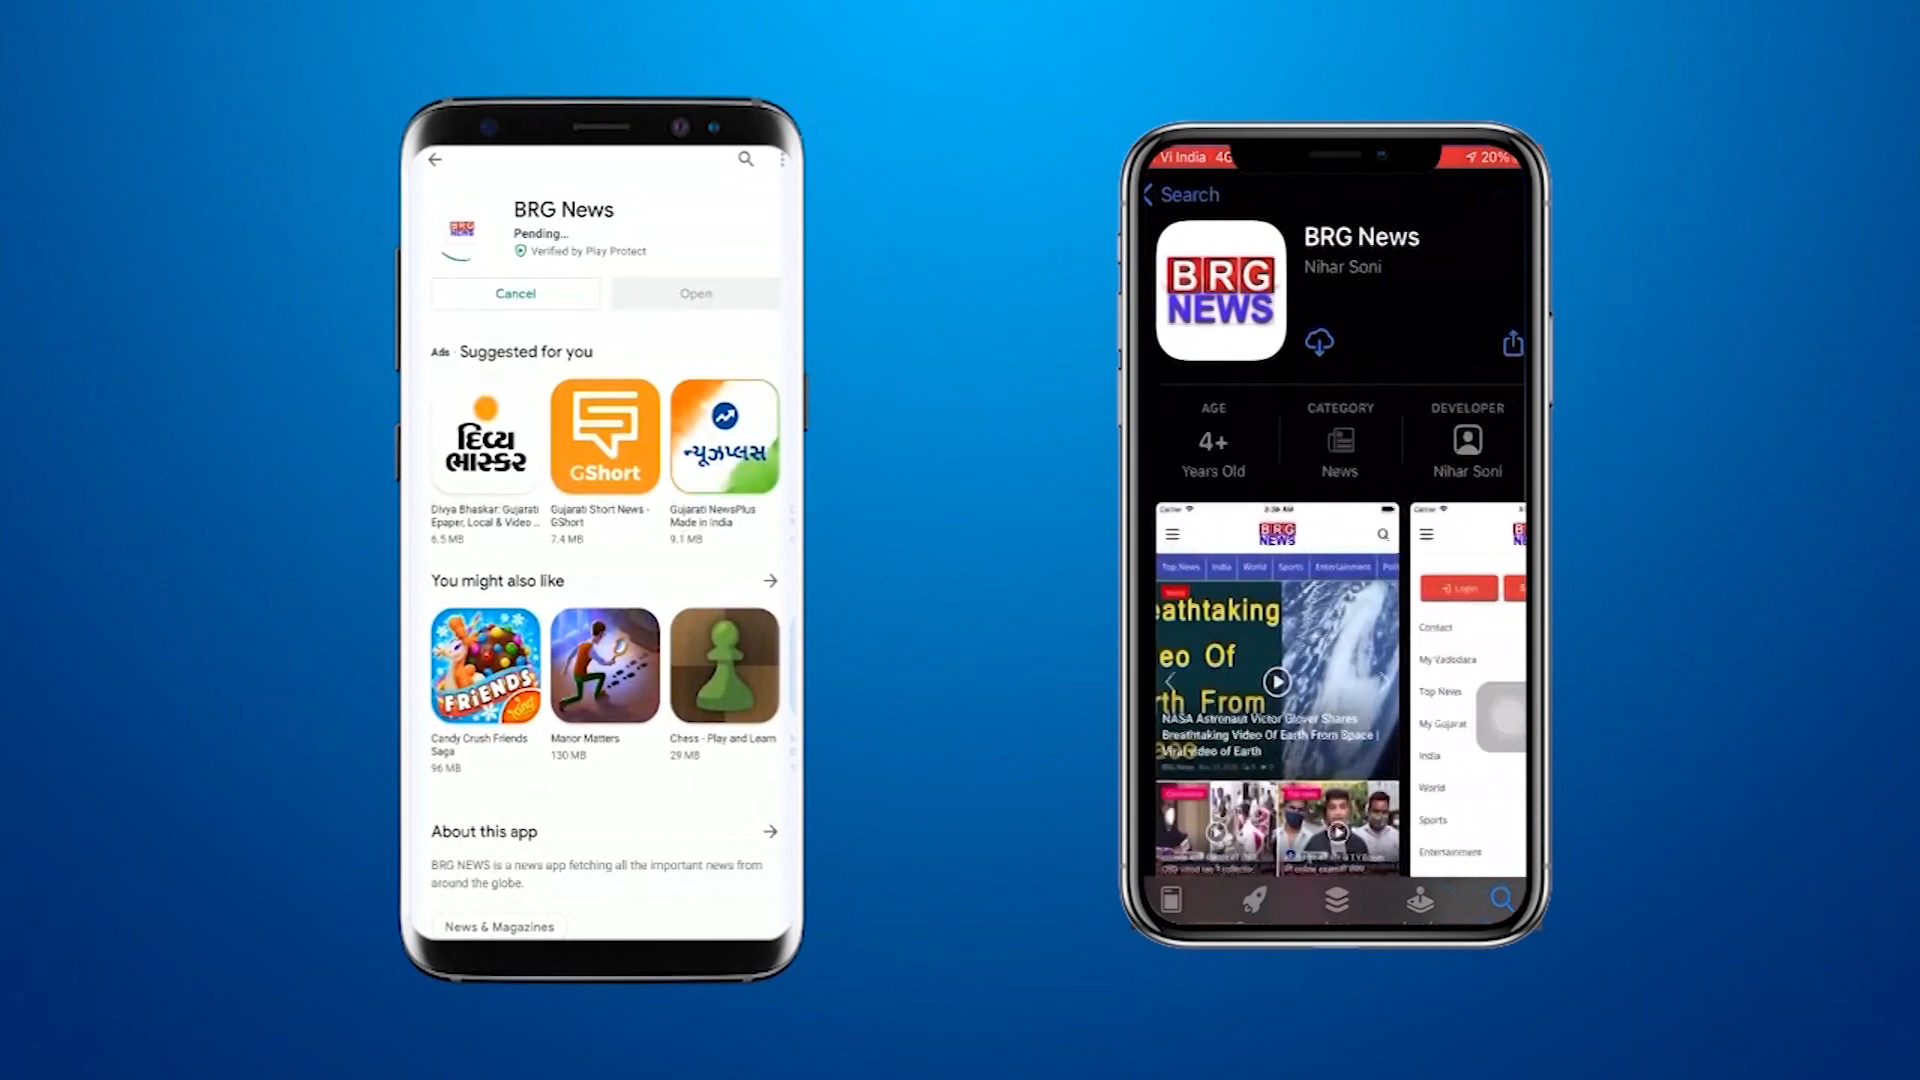 BRG News
Pending...
Verified by Play Protect
Cancel
Open
Ads · Suggested for you
દિવ્ય
ભાસ્કર
GShort
ન્યૂઝપ્લસ
Divya Bhaskar: Gujarati
Epaper, Local & Video ...
6.5 MB
Gujarati Short News -
GShort
7.4 MB
Gujarati NewsPlus
Made in India
9.1 MB
You might also like
FRIENDS
King
Candy Crush Friends
Saga
96 MB
Manor Matters
130 MB
Chess - Play and Learn
29 MB
About this app
BRG NEWS is a news app fetching all the important news from
around the globe.
News & Magazines
Vi India 4G
20%
Search
BRG
NEWS
BRG News
Nihar Soni
AGE
4+
Years Old
CATEGORY
News
DEVELOPER
Nihar Soni
Carrier
BRG
NEWS
Top News India World Sports Entertainment
World
eathtaking
eo Of
th From
NASA Astronaut Victor Glover Shares
Breathtaking Video Of Earth From Space |
Viral video of Earth
Login
Contact
My Vadodara
Top News
My Gujarat
India
World
Sports
Entertainment